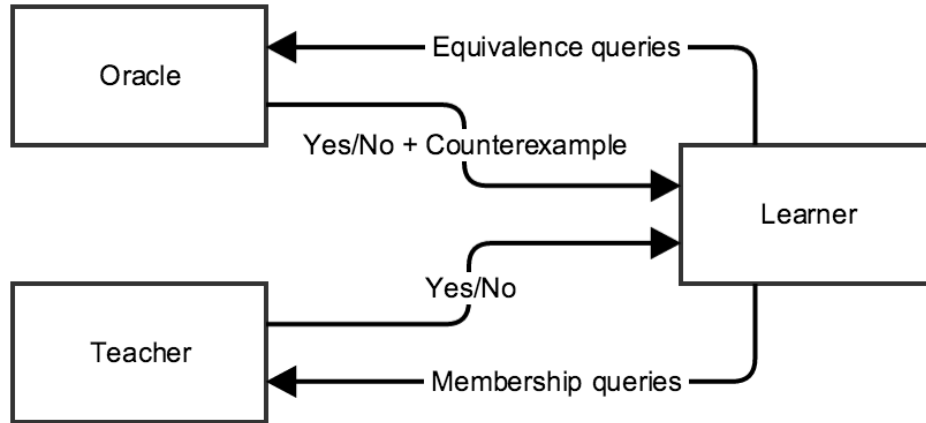 Equivalence queries
Oracle
Yes/No + Counterexample
Learner
Yes/No
Teacher
Membership queries